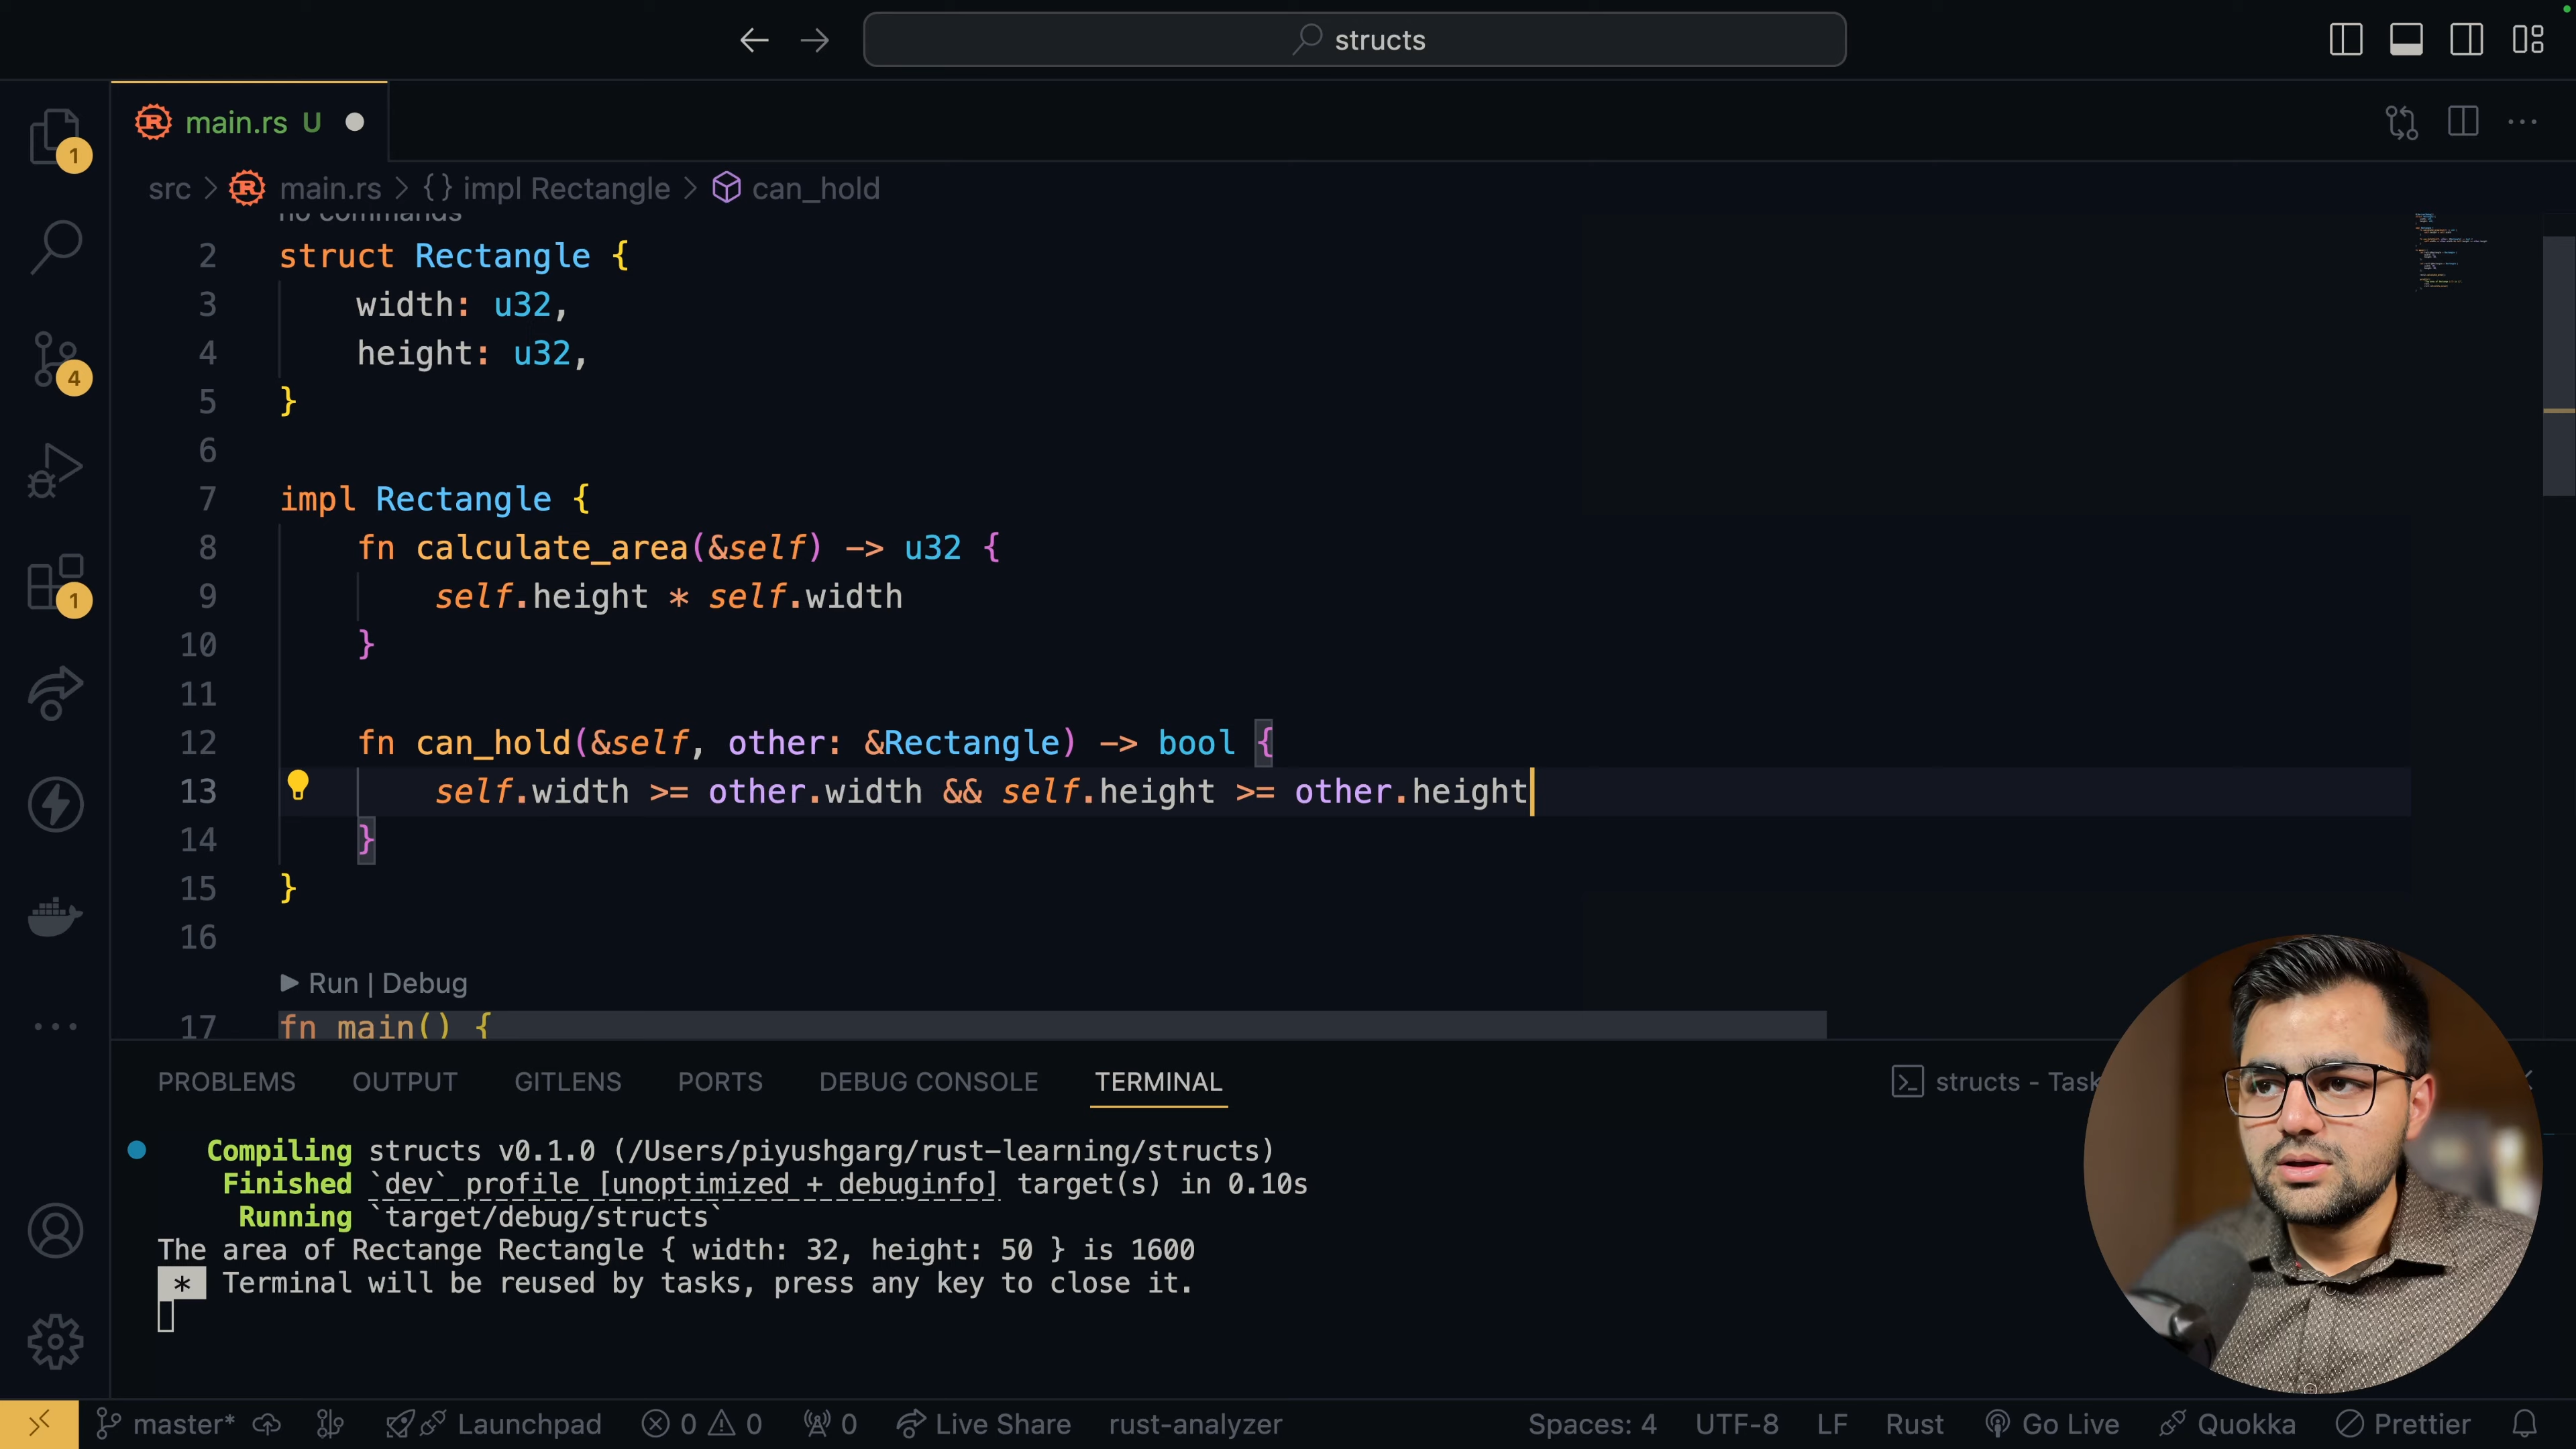 structs
main.rs U
src > main.rs > {} impl Rectangle > can_hold
no commands
2 struct Rectangle {
3 width: u32,
4 height: u32,
5 }
6
7 impl Rectangle {
8 fn calculate_area(&self) -> u32 {
9 self.height * self.width
10 }
11
12 fn can_hold(&self, other: &Rectangle) -> bool {
13 self.width >= other.width && self.height >= other.height
14 }
15 }
16
Run | Debug
17 fn main() {
1
4
1
PROBLEMS OUTPUT GITLENS PORTS DEBUG CONSOLE TERMINAL structs - Task
Compiling structs v0.1.0 (/Users/piyushgarg/rust-learning/structs)
Finished `dev` profile [unoptimized + debuginfo] target(s) in 0.10s
Running `target/debug/structs`
The area of Rectange Rectangle { width: 32, height: 50 } is 1600
* Terminal will be reused by tasks, press any key to close it.
master* Launchpad 0 0 0 Live Share rust-analyzer Spaces: 4 UTF-8 LF Rust Go Live Quokka Prettier